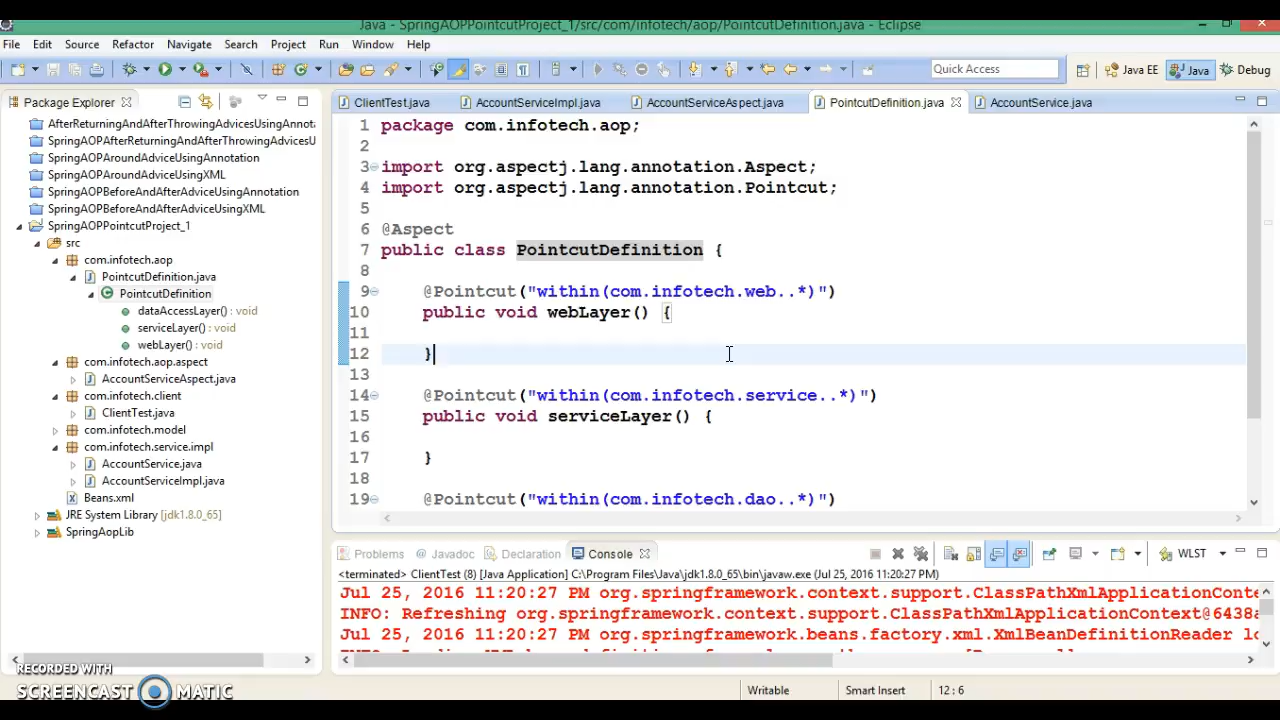 Java - SpringAOPPointcutProject_1/src/com/infotech/aop/PointcutDefinition.java - Eclipse
File Edit Source Refactor Navigate Search Project Run Window Help
Quick Access Java EE Java Debug
Package Explorer
ClientTest.java AccountServiceImpl.java AccountServiceAspect.java PointcutDefinition.java AccountService.java
AfterReturningAndAfterThrowingAdvicesUsingAnnot
SpringAOPAfterReturningAndAfterThrowingAdvicesU
SpringAOPAroundAdviceUsingAnnotation
SpringAOPAroundAdviceUsingXML
SpringAOPBeforeAndAfterAdviceUsingAnnotation
SpringAOPBeforeAndAfterAdviceUsingXML
SpringAOPPointcutProject_1
src
com.infotech.aop
PointcutDefinition.java
PointcutDefinition
dataAccessLayer() : void
serviceLayer() : void
webLayer() : void
com.infotech.aop.aspect
AccountServiceAspect.java
com.infotech.client
ClientTest.java
com.infotech.model
com.infotech.service.impl
AccountService.java
AccountServiceImpl.java
Beans.xml
JRE System Library [jdk1.8.0_65]
SpringAopLib
1 package com.infotech.aop;
2
3 import org.aspectj.lang.annotation.Aspect;
4 import org.aspectj.lang.annotation.Pointcut;
5
6 @Aspect
7 public class PointcutDefinition {
8
9 @Pointcut("within(com.infotech.web..*)")
10 public void webLayer() {
11
12 }
13
14 @Pointcut("within(com.infotech.service..*)")
15 public void serviceLayer() {
16
17 }
18
19 @Pointcut("within(com.infotech.dao..*)")
Problems Javadoc Declaration Console WLST
<terminated> ClientTest (8) [Java Application] C:\Program Files\Java\jdk1.8.0_65\bin\javaw.exe (Jul 25, 2016 11:20:27 PM)
Jul 25, 2016 11:20:27 PM org.springframework.context.support.ClassPathXmlApplicationConte
INFO: Refreshing org.springframework.context.support.ClassPathXmlApplicationContext@6438a
Jul 25, 2016 11:20:27 PM org.springframework.beans.factory.xml.XmlBeanDefinitionReader lo
RECORDED WITH
SCREENCAST MATIC
Writable Smart Insert 12 : 6